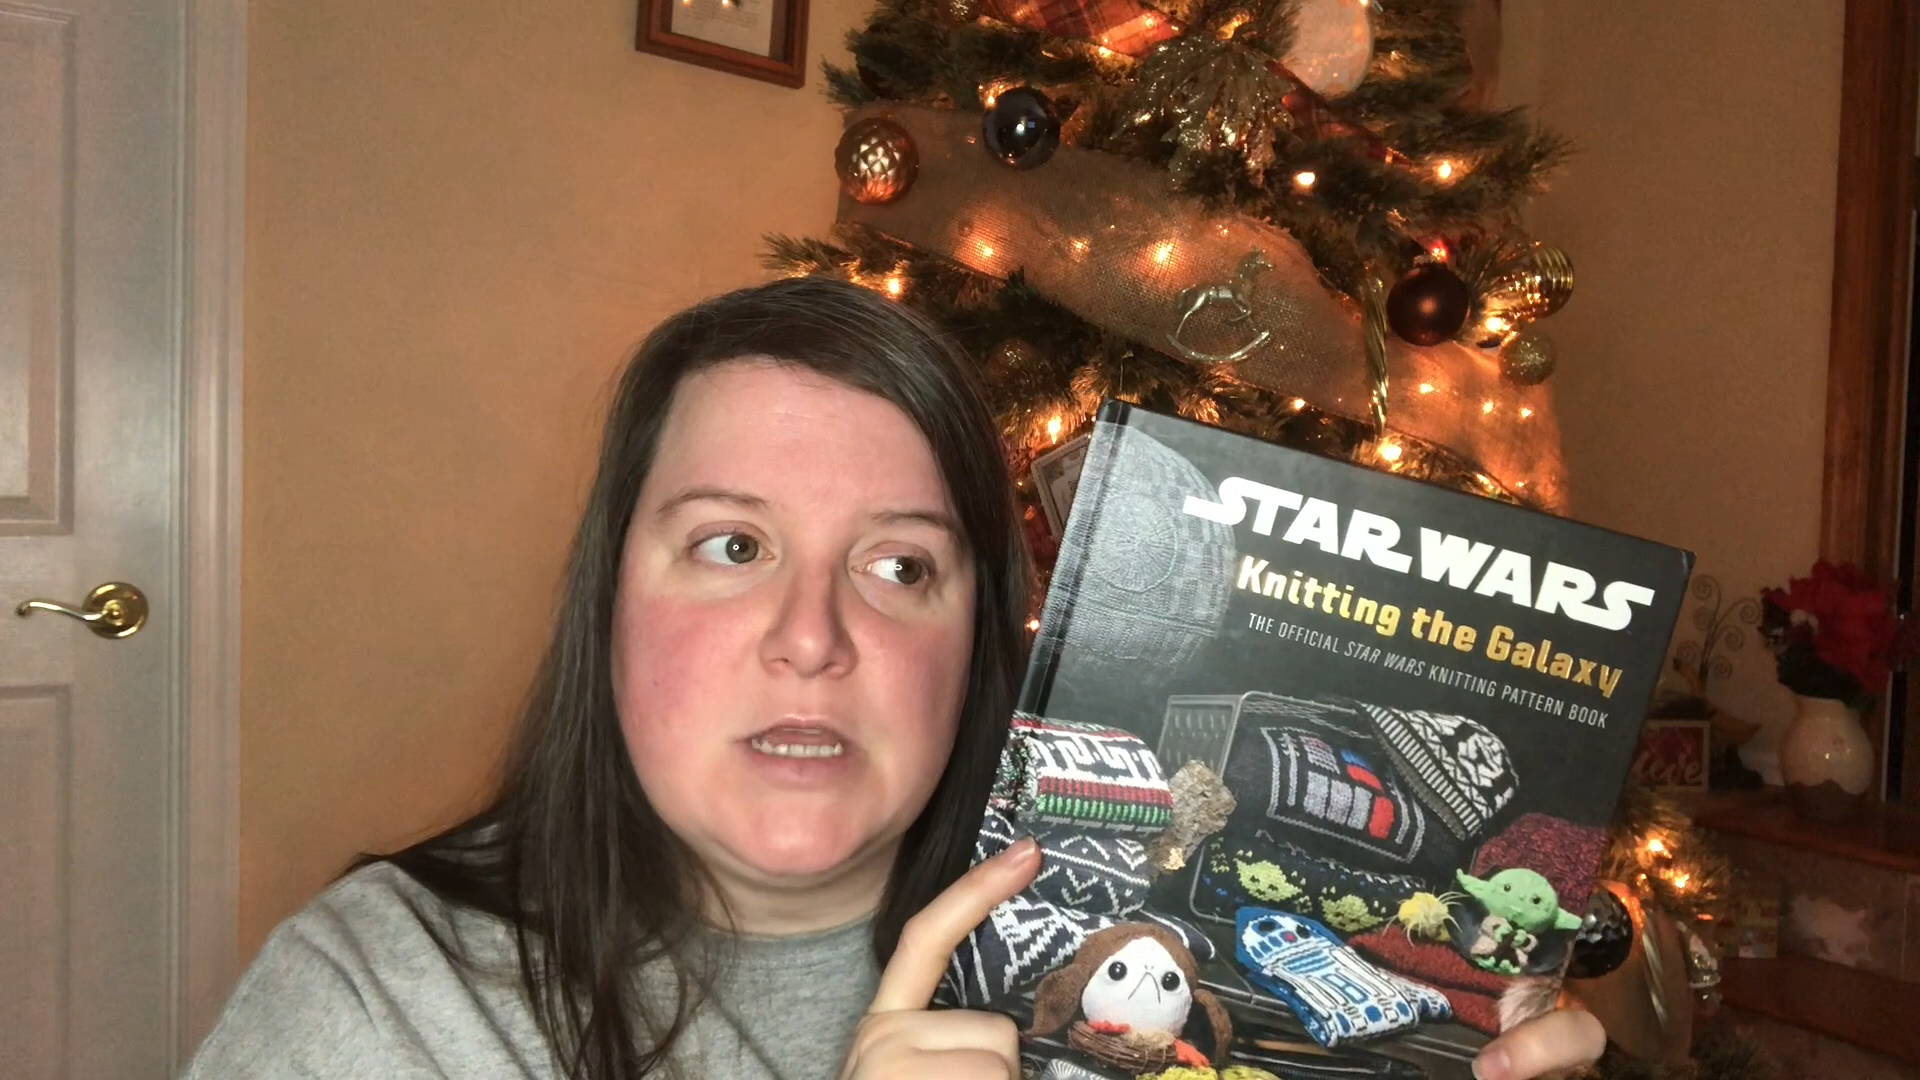 STAR WARS
Knitting the Galaxy
THE OFFICIAL STAR WARS KNITTING PATTERN BOOK